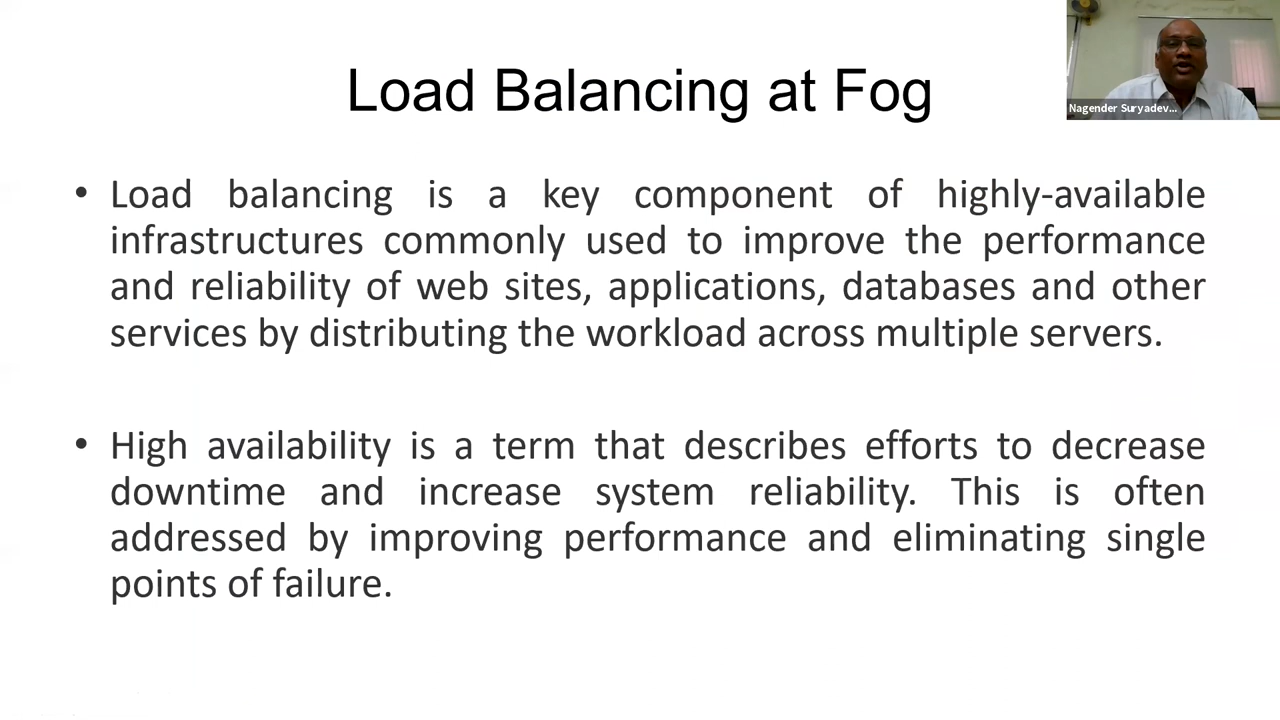 Load Balancing at Fog
Nagender Suryadev...
• Load balancing is a key component of highly-available
infrastructures commonly used to improve the performance
and reliability of web sites, applications, databases and other
services by distributing the workload across multiple servers.
• High availability is a term that describes efforts to decrease
downtime and increase system reliability. This is often
addressed by improving performance and eliminating single
points of failure.